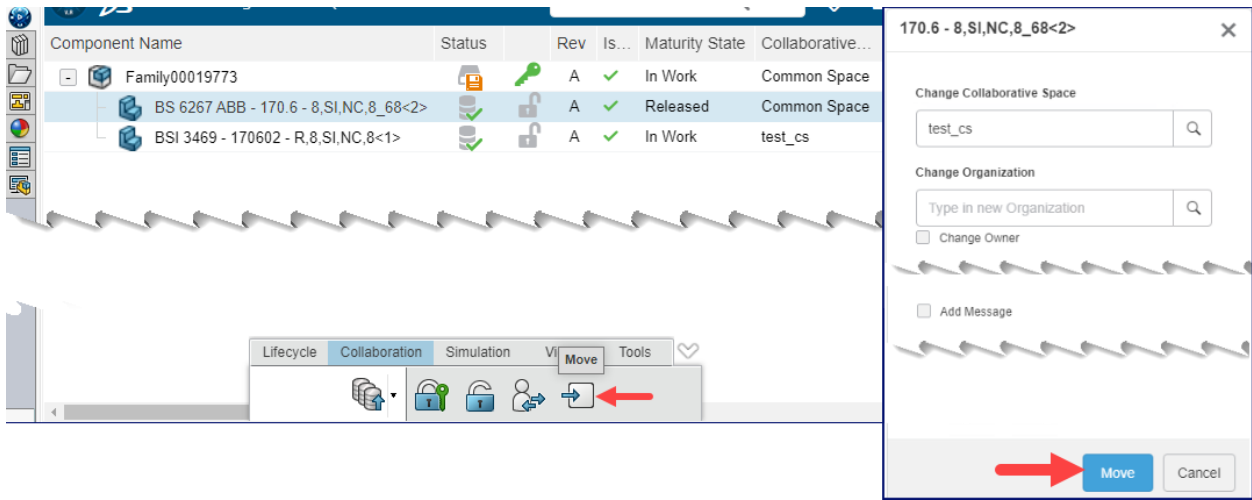 Component Name Status Rev Is... Maturity State Collaborative...
Family00019773 A In Work Common Space
BS 6267 ABB - 170.6 - 8,SI,NC,8_68<2> A Released Common Space
BSI 3469 - 170602 - R,8,SI,NC,8<1> A In Work test_cs
Lifecycle Collaboration Simulation Tools
Move
170.6 - 8,SI,NC,8_68<2>
Change Collaborative Space
test_cs
Change Organization
Type in new Organization
Change Owner
Add Message
Move Cancel